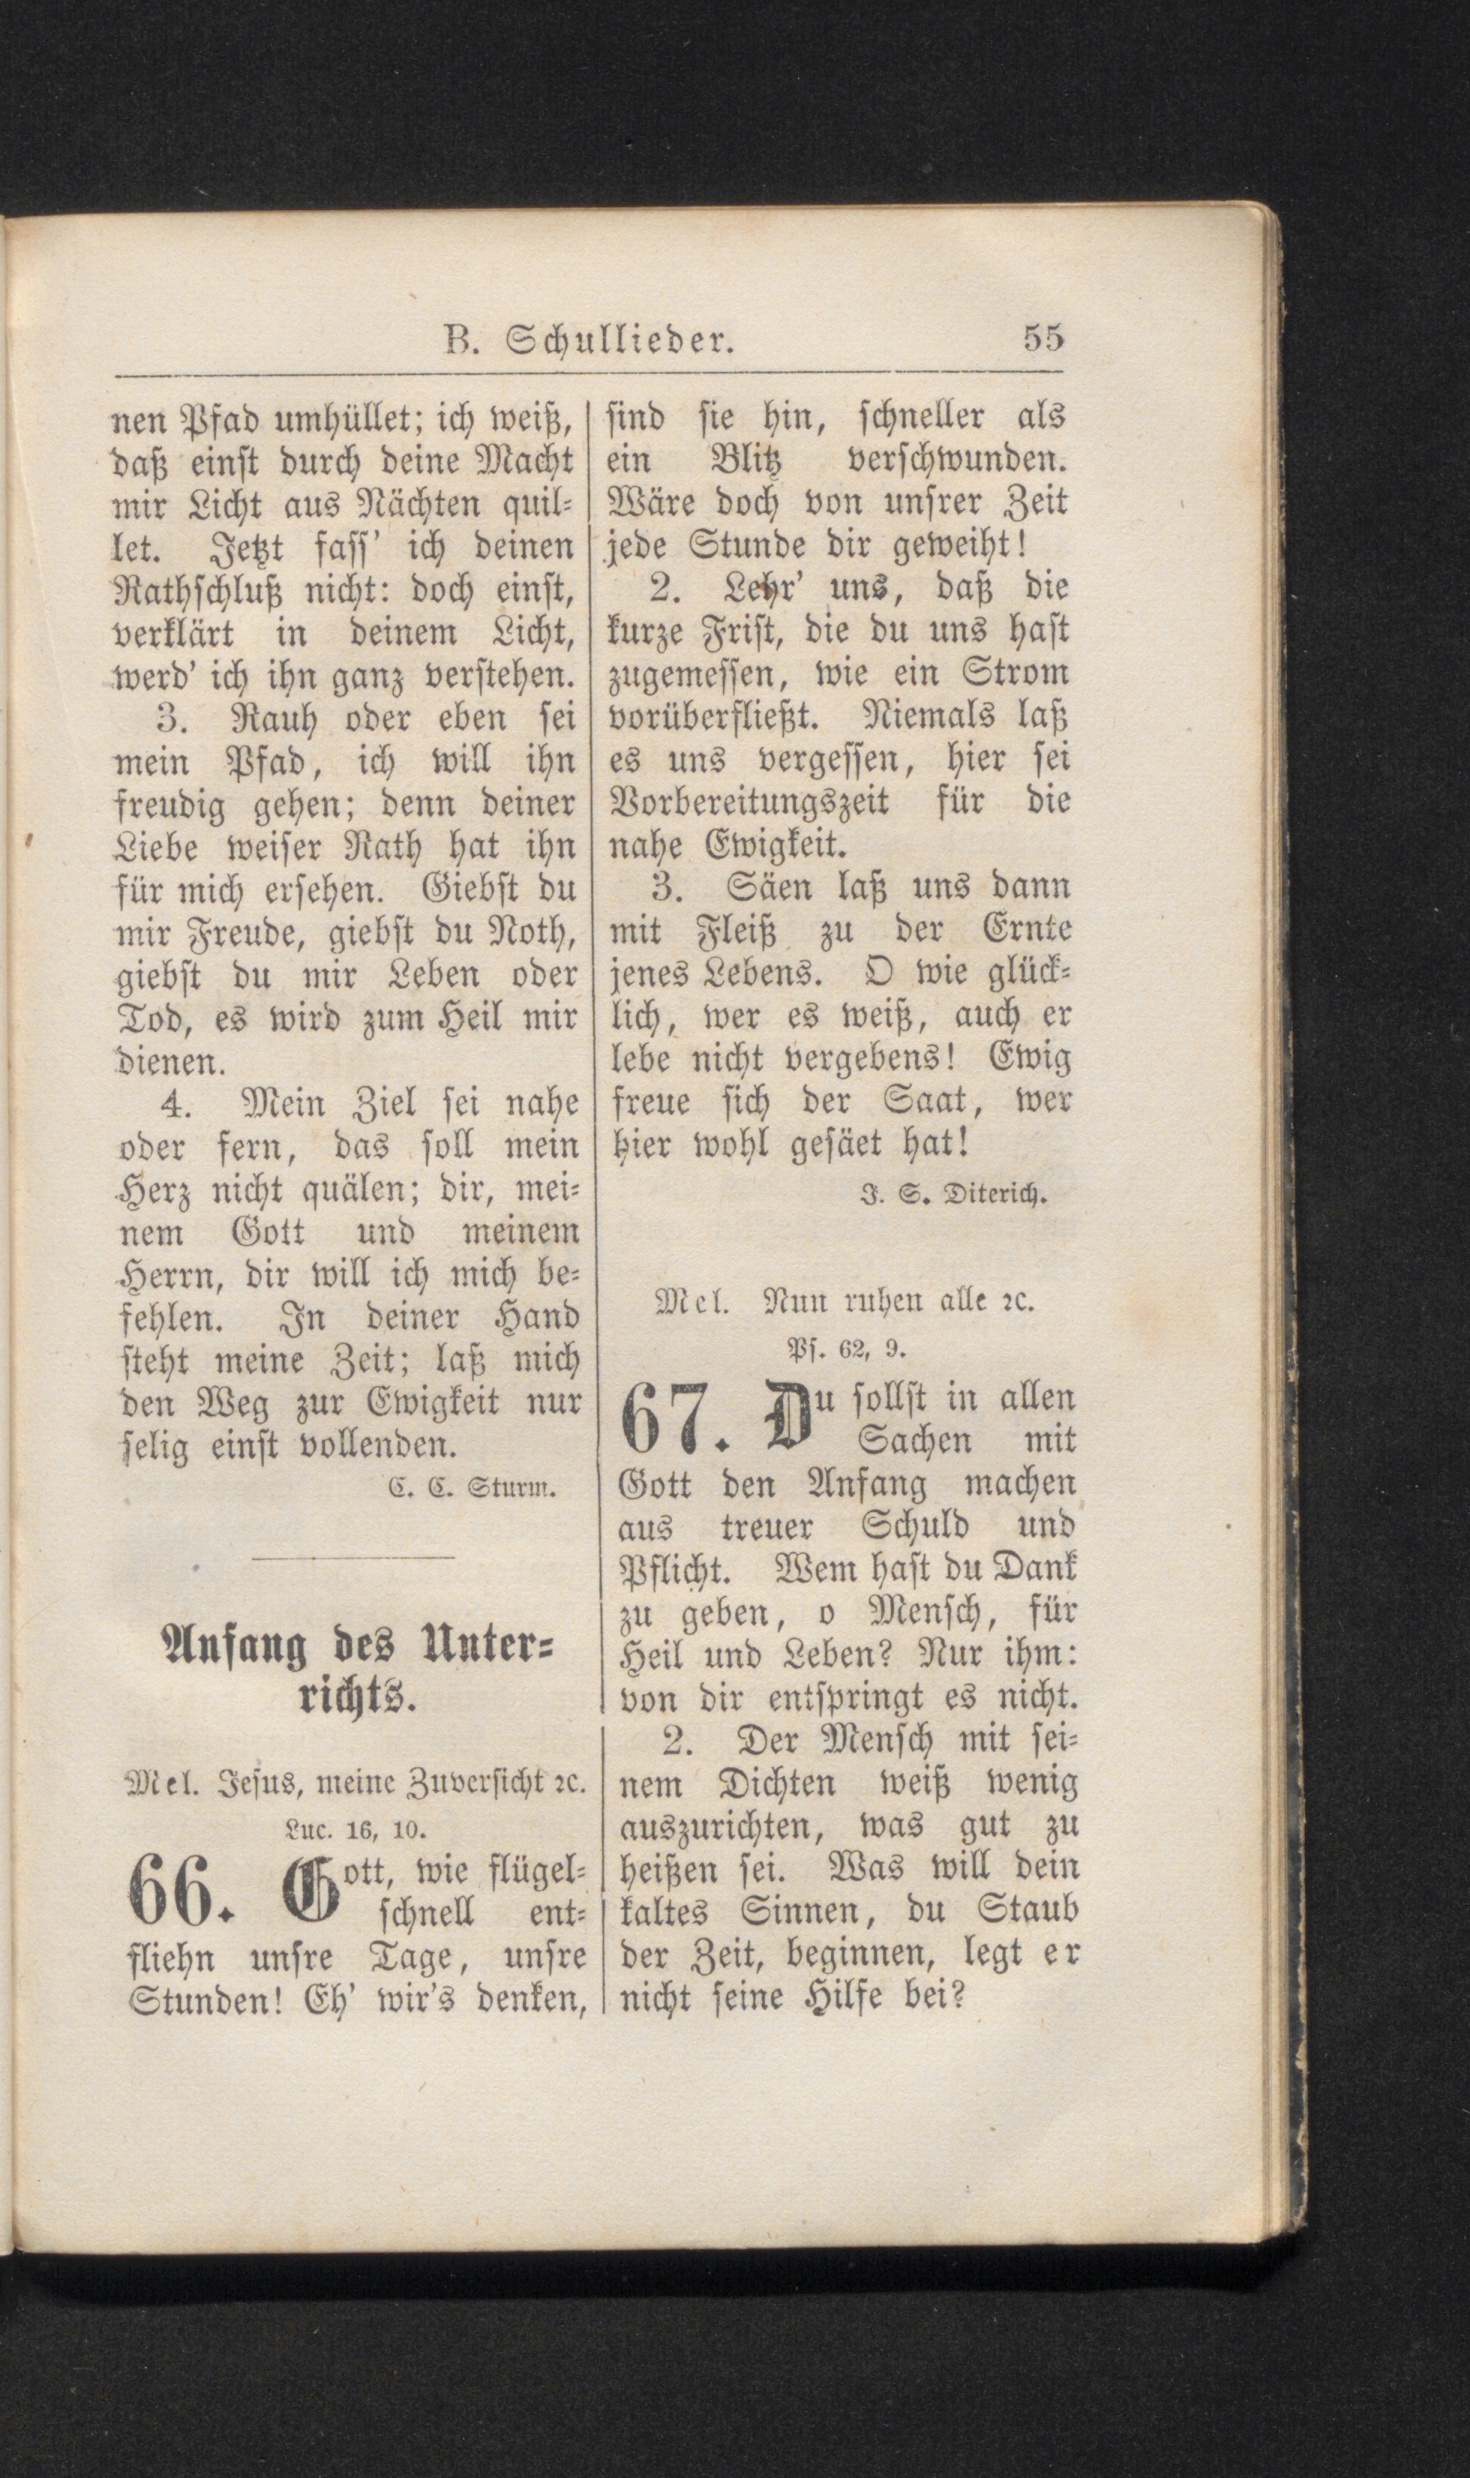 B. Schullieder. 55
nen Pfad umhüllet; ich weiß,
daß einst durch deine Macht
mir Licht aus Nächten quil-
let. Jetzt fass' ich deinen
Rathschluß nicht: doch einst,
verklärt in deinem Licht,
werd' ich ihn ganz verstehen.
3. Rauh oder eben sei
mein Pfad, ich will ihn
freudig gehen; denn deiner
Liebe weiser Rath hat ihn
für mich ersehen. Giebst du
mir Freude, giebst du Noth,
giebst du mir Leben oder
Tod, es wird zum Heil mir
dienen.
4. Mein Ziel sei nahe
oder fern, das soll mein
Herz nicht quälen; dir, mei-
nem Gott und meinem
Herrn, dir will ich mich be-
fehlen. In deiner Hand
steht meine Zeit; laß mich
den Weg zur Ewigkeit nur
selig einst vollenden.
C. C. Sturm.
Anfang des Unter-
richts.
Mel. Jesus, meine Zuversicht ꝛc.
Luc. 16, 10.
66. Gott, wie flügel-
schnell ent-
fliehn unsre Tage, unsre
Stunden! Eh' wir's denken,
sind sie hin, schneller als
ein Blitz verschwunden.
Wäre doch von unsrer Zeit
jede Stunde dir geweiht!
2. Lehr' uns, daß die
kurze Frist, die du uns hast
zugemessen, wie ein Strom
vorüberfließt. Niemals laß
es uns vergessen, hier sei
Vorbereitungszeit für die
nahe Ewigkeit.
3. Säen laß uns dann
mit Fleiß zu der Ernte
jenes Lebens. O wie glück-
lich, wer es weiß, auch er
lebe nicht vergebens! Ewig
freue sich der Saat, wer
hier wohl gesäet hat!
J. S. Diterich.
Mel. Nun ruhen alle ꝛc.
Ps. 62, 9.
67. Du sollst in allen
Sachen mit
Gott den Anfang machen
aus treuer Schuld und
Pflicht. Wem hast du Dank
zu geben, o Mensch, für
Heil und Leben? Nur ihm:
von dir entspringt es nicht.
2. Der Mensch mit sei-
nem Dichten weiß wenig
auszurichten, was gut zu
heißen sei. Was will dein
kaltes Sinnen, du Staub
der Zeit, beginnen, legt er
nicht seine Hilfe bei?